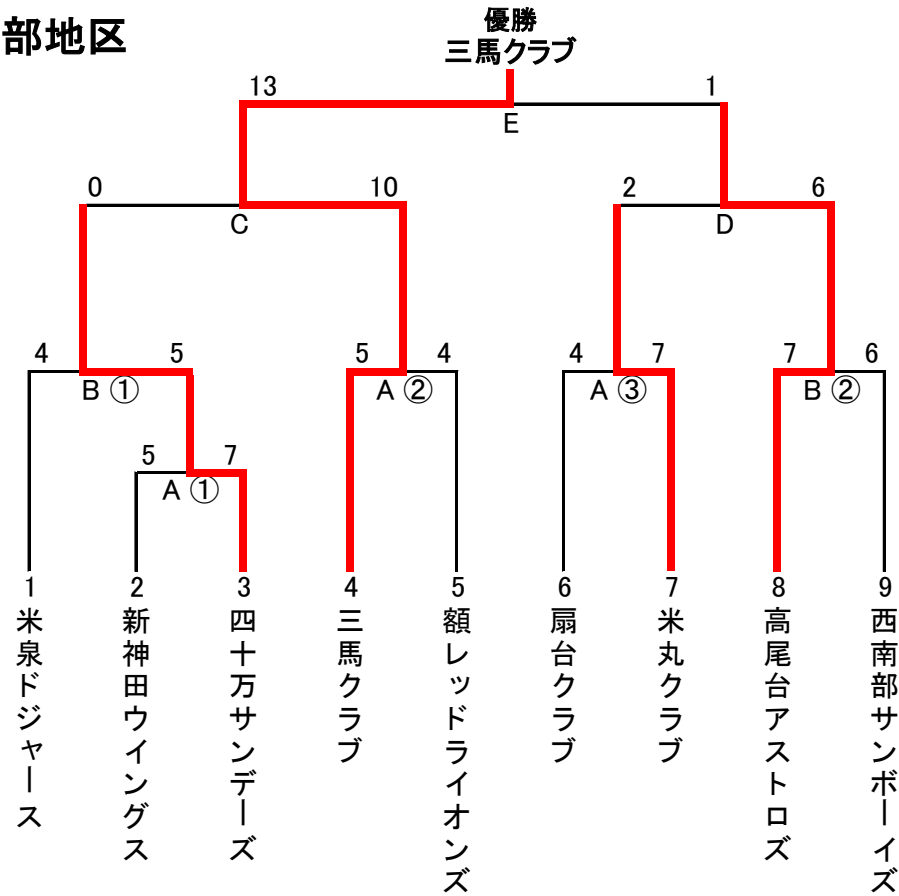 部地区
優勝
三馬クラブ
13
1
E
0
10
2
6
C
D
4
5
5
4
4
7
7
6
B ①
A ②
A ③
B ②
5
7
A ①
1
2
3
4
5
6
7
8
9
米泉ドジャース
新神田ウイングス
四十万サンデーズ
三馬クラブ
額レッドライオンズ
扇台クラブ
米丸クラブ
高尾台アストロズ
西南部サンボーイズ